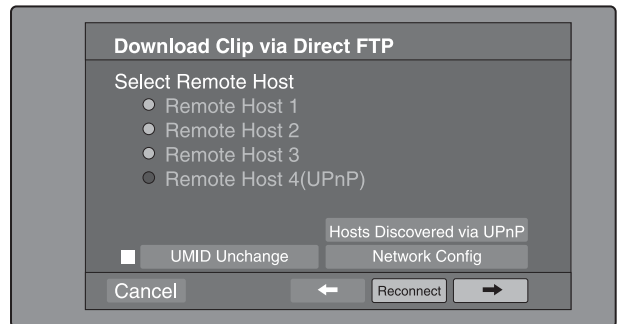 Download Clip via Direct FTP
Select Remote Host
Remote Host 1
Remote Host 2
Remote Host 3
Remote Host 4(UPnP)
Hosts Discovered via UPnP
UMID Unchange
Network Config
Cancel
Reconnect